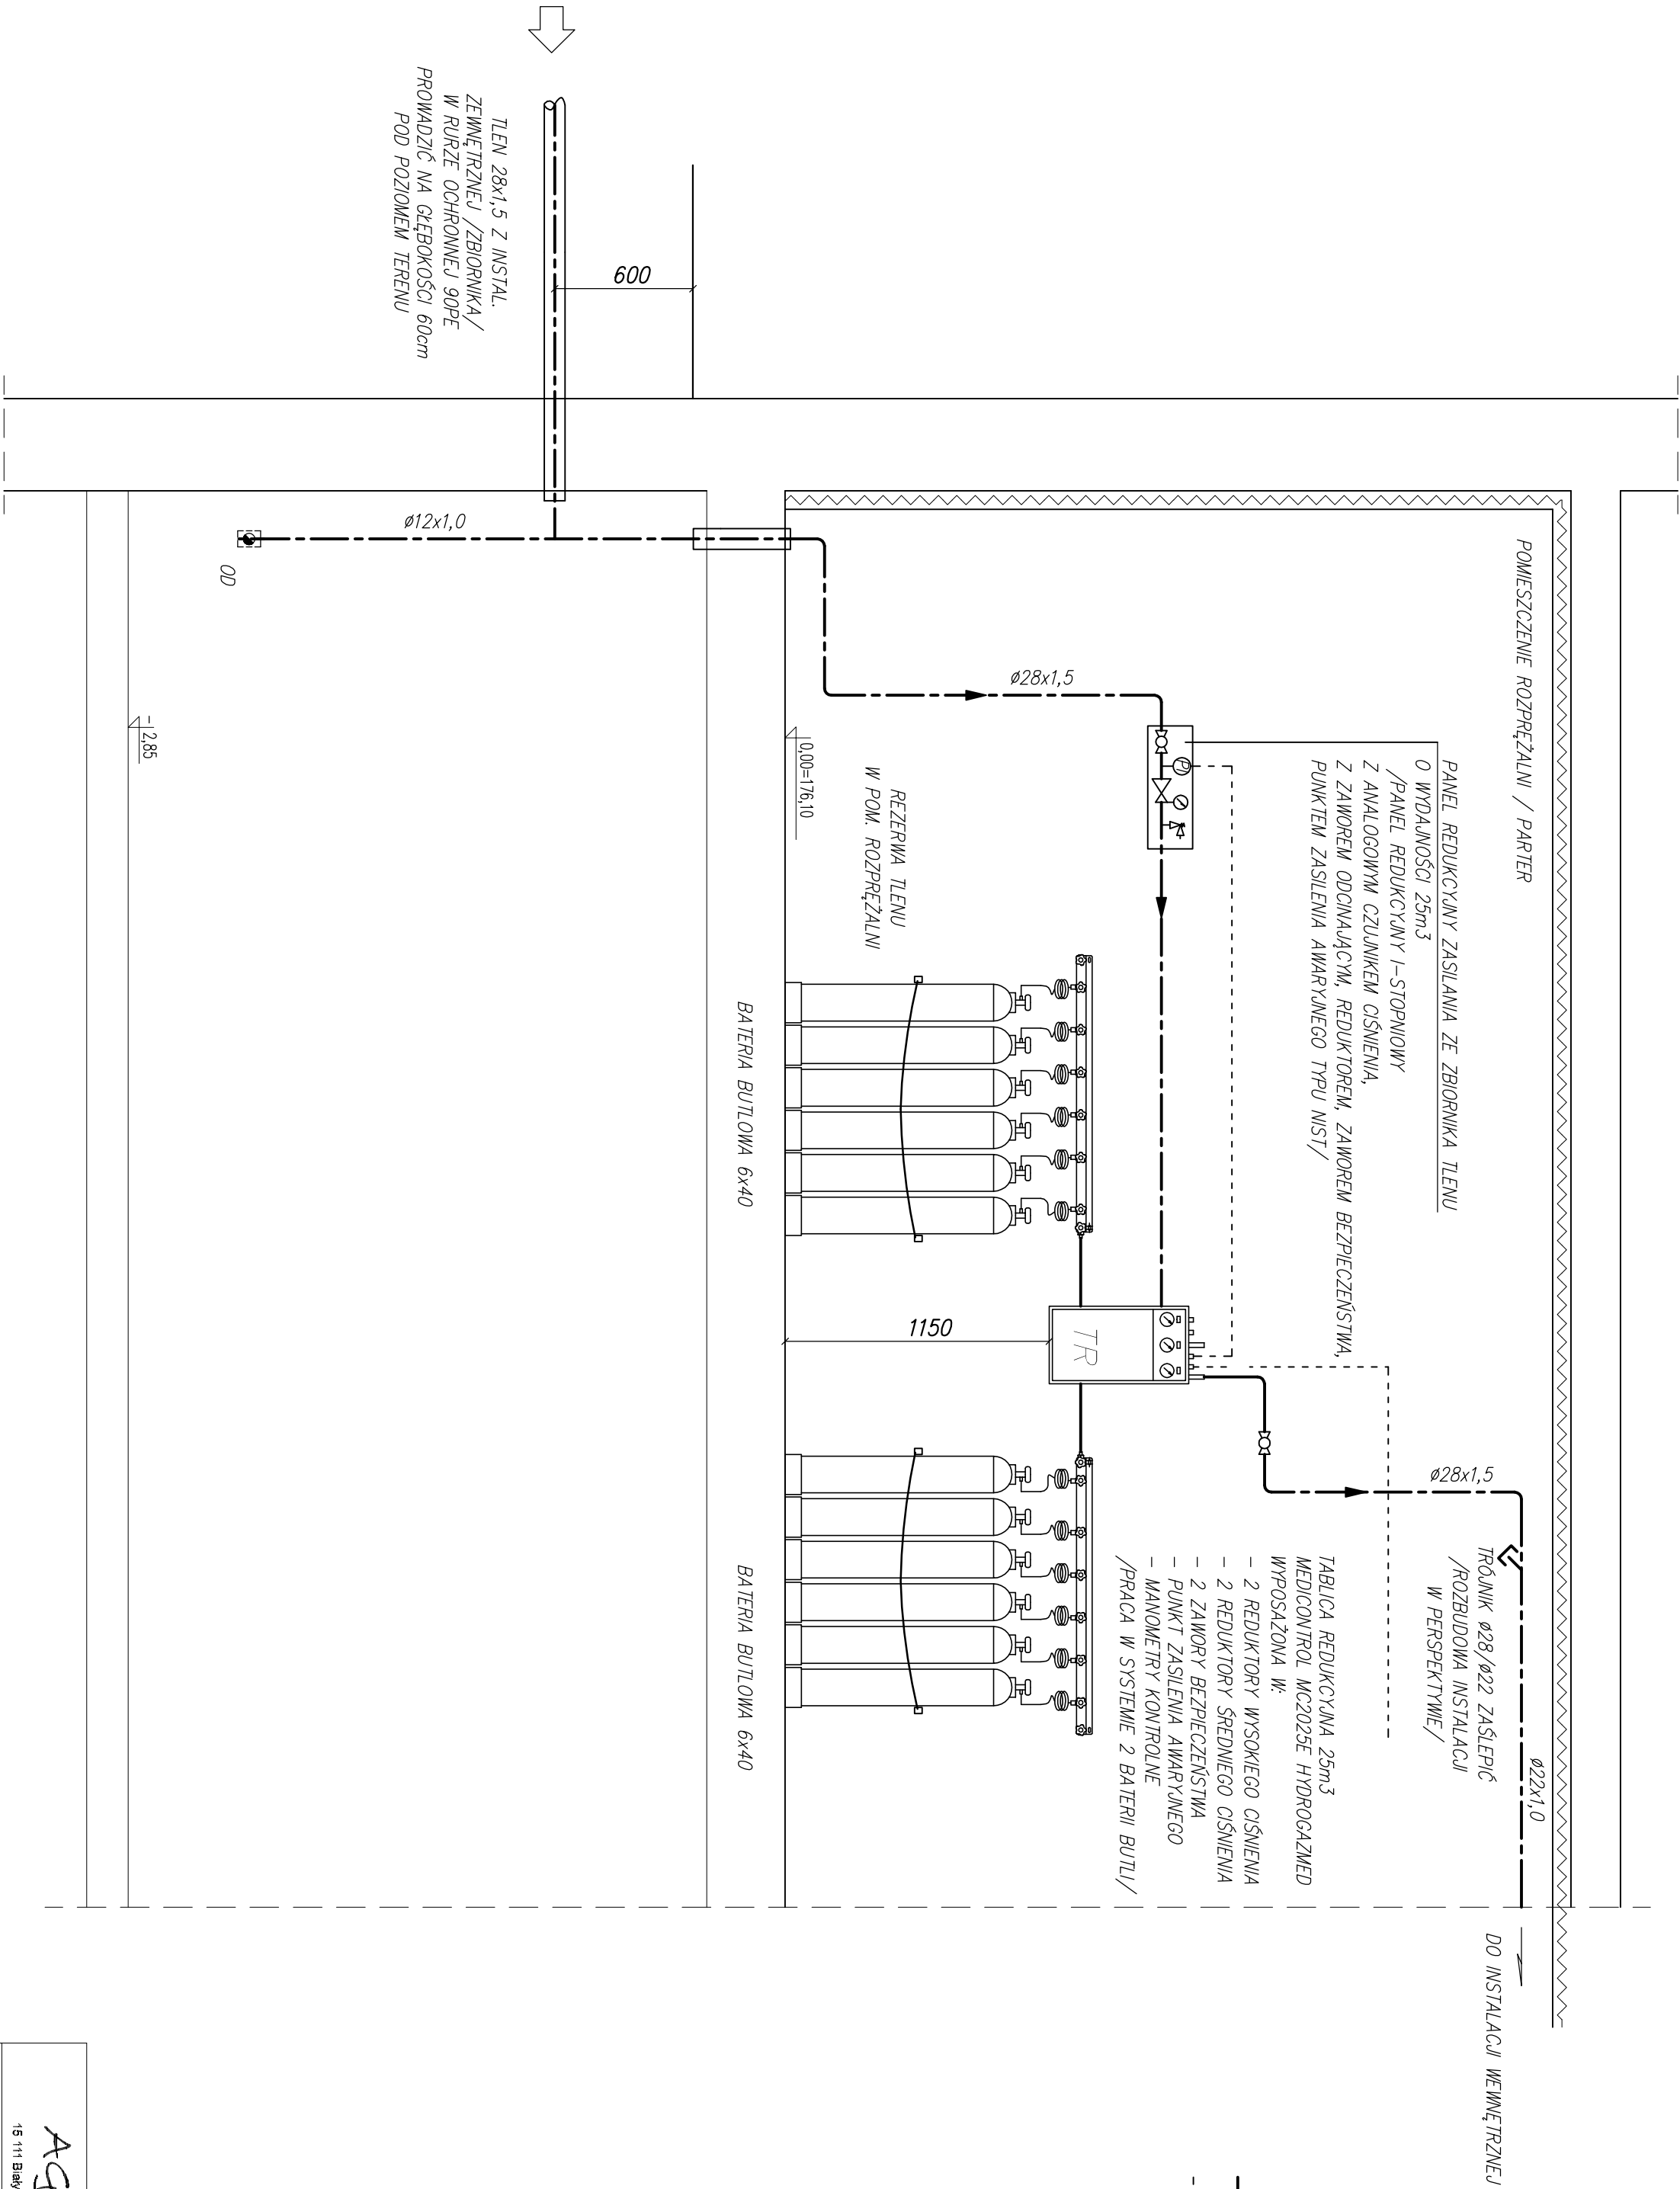 TLEN 28x1,5 Z INSTAL.
ZEWNĘTRZNEJ /ZBIORNIKA/
W RURZE OCHRONNEJ 90PE
PROWADZIĆ NA GŁĘBOKOŚCI 60cm
POD POZIOMEM TERENU
600
POMIESZCZENIE ROZPRĘŻALNI / PARTER
PANEL REDUKCYJNY ZASILANIA ZE ZBIORNIKA TLENU
O WYDAJNOŚCI 25m3
/PANEL REDUKCYJNY I-STOPNIOWY
Z ANALOGOWYM CZUJNIKEM CIŚNIENIA,
Z ZAWOREM ODCINAJĄCYM, REDUKTOREM, ZAWOREM BEZPIECZEŃSTWA,
PUNKTEM ZASILENIA AWARYJNEGO TYPU NIST/
PI
ø28x1,5
ø12x1,0
OD
-2,85
0,00=176,10
REZERWA TLENU
W POM. ROZPRĘŻALNI
BATERIA BUTLOWA 6x40
1150
TR
BATERIA BUTLOWA 6x40
ø28x1,5
TRÓJNIK ø28/ø22 ZAŚLEPIĆ
/ROZBUDOWA INSTALACJI
W PERSPEKTYWIE/
ø22x1,0
TABLICA REDUKCYJNA 25m3
MEDICONTROL MC2025E HYDROGAZMED
WYPOSAŻONA W:
- 2 REDUKTORY WYSOKIEGO CIŚNIENIA
- 2 REDUKTORY ŚREDNIEGO CIŚNIENIA
- 2 ZAWORY BEZPIECZEŃSTWA
- PUNKT ZASILENIA AWARYJNEGO
- MANOMETRY KONTROLNE
/PRACA W SYSTEMIE 2 BATERII BUTLI/
DO INSTALACJI WEWNĘTRZNEJ
15 111 Biały